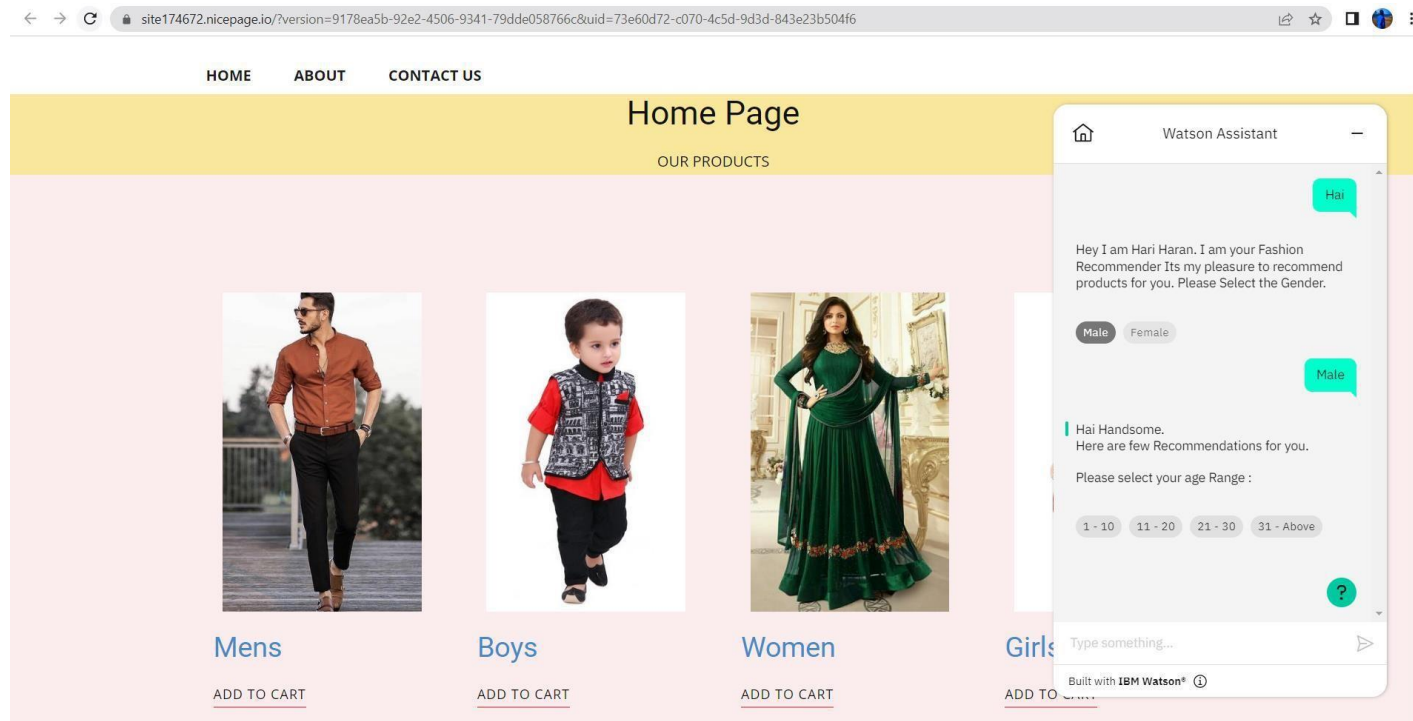 site174672.nicepage.io/?version=9178ea5b-92e2-4506-9341-79dde058766c&uid=73e60d72-c070-4c5d-9d3d-843e23b504f6
HOME ABOUT CONTACT US
Home Page
OUR PRODUCTS
Mens
Boys
Women
Girls
ADD TO CART
ADD TO CART
ADD TO CART
ADD TO CART
Watson Assistant
Hai
Hey I am Hari Haran. I am your Fashion
Recommender Its my pleasure to recommend
products for you. Please Select the Gender.
Male Female
Male
Hai Handsome.
Here are few Recommendations for you.
Please select your age Range :
1 - 10 11 - 20 21 - 30 31 - Above
?
Type something...
Built with IBM Watson®